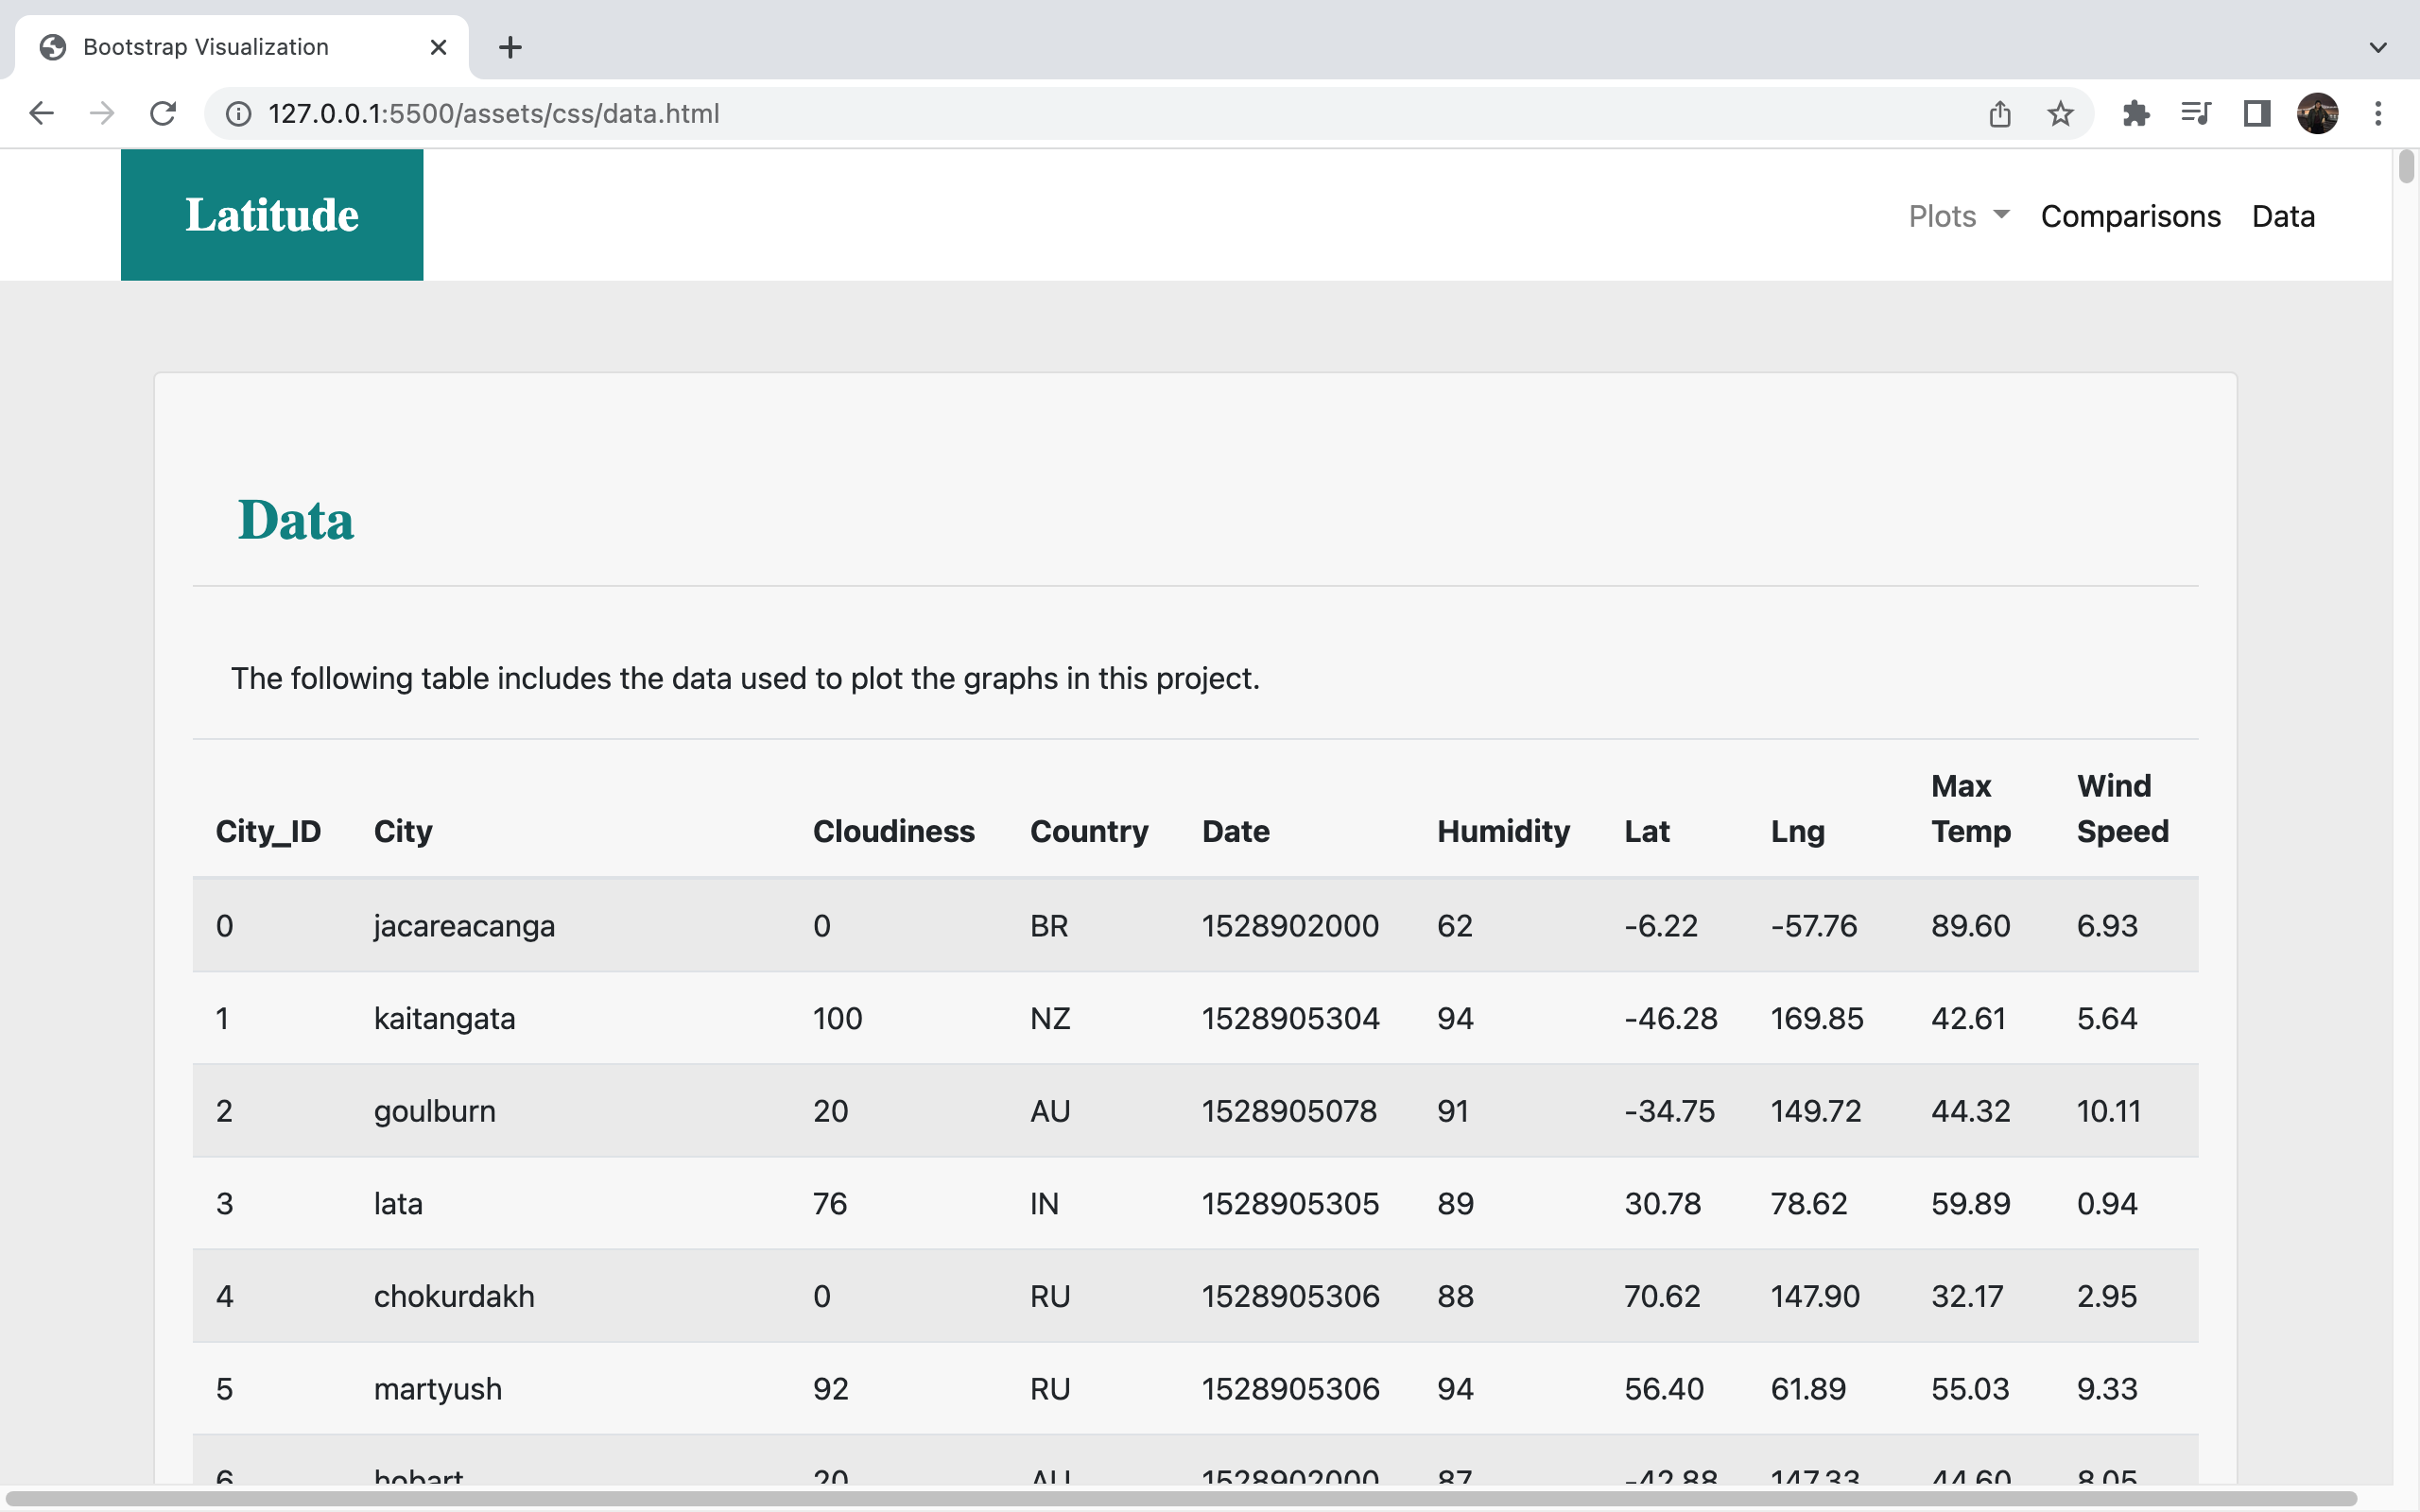 Bootstrap Visualization
127.0.0.1:5500/assets/css/data.html
Latitude
Plots Comparisons Data
Data
The following table includes the data used to plot the graphs in this project.
City_ID City Cloudiness Country Date Humidity Lat Lng Max Temp Wind Speed
0 jacareacanga 0 BR 1528902000 62 -6.22 -57.76 89.60 6.93
1 kaitangata 100 NZ 1528905304 94 -46.28 169.85 42.61 5.64
2 goulburn 20 AU 1528905078 91 -34.75 149.72 44.32 10.11
3 lata 76 IN 1528905305 89 30.78 78.62 59.89 0.94
4 chokurdakh 0 RU 1528905306 88 70.62 147.90 32.17 2.95
5 martyush 92 RU 1528905306 94 56.40 61.89 55.03 9.33
6 hobart 20 AU 1528902000 87 -42.88 147.33 44.60 8.05